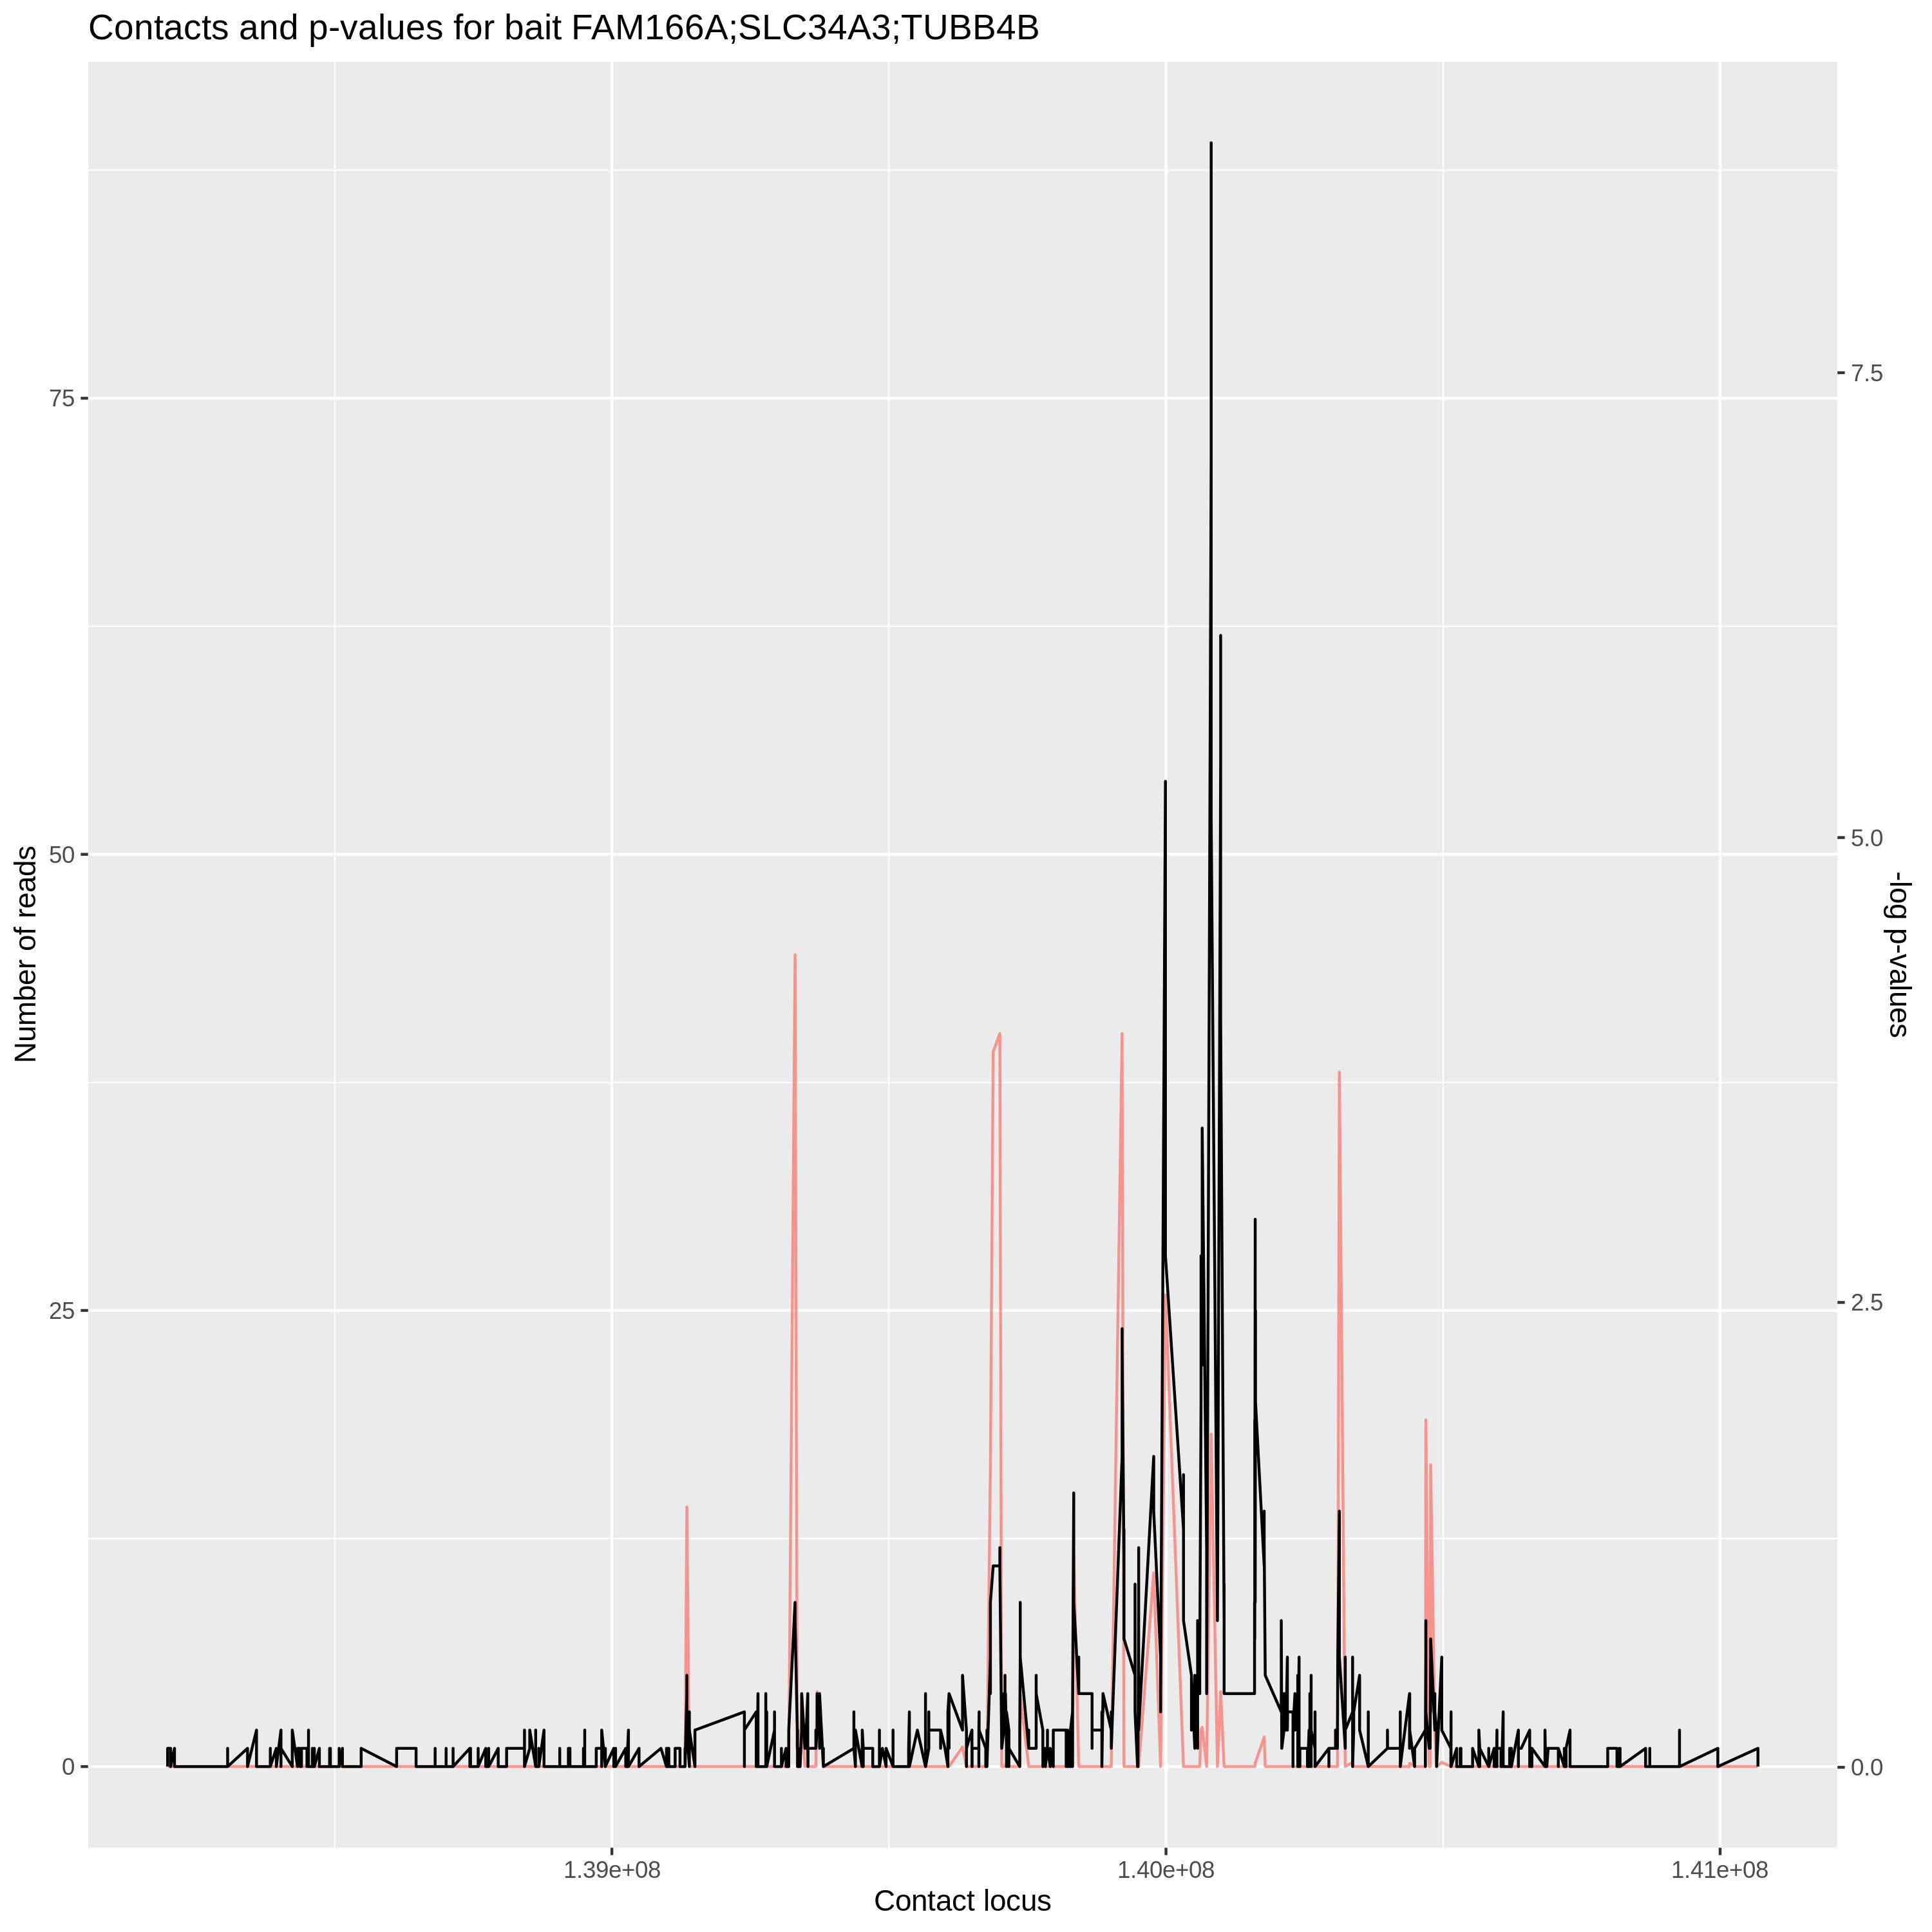 Contacts and p-values for bait FAM166A;SLC34A3;TUBB4B
Number of reads
75
50
25
0
7.5
5.0
2.5
0.0
-log p-values
1.39e+08
1.40e+08
1.41e+08
Contact locus